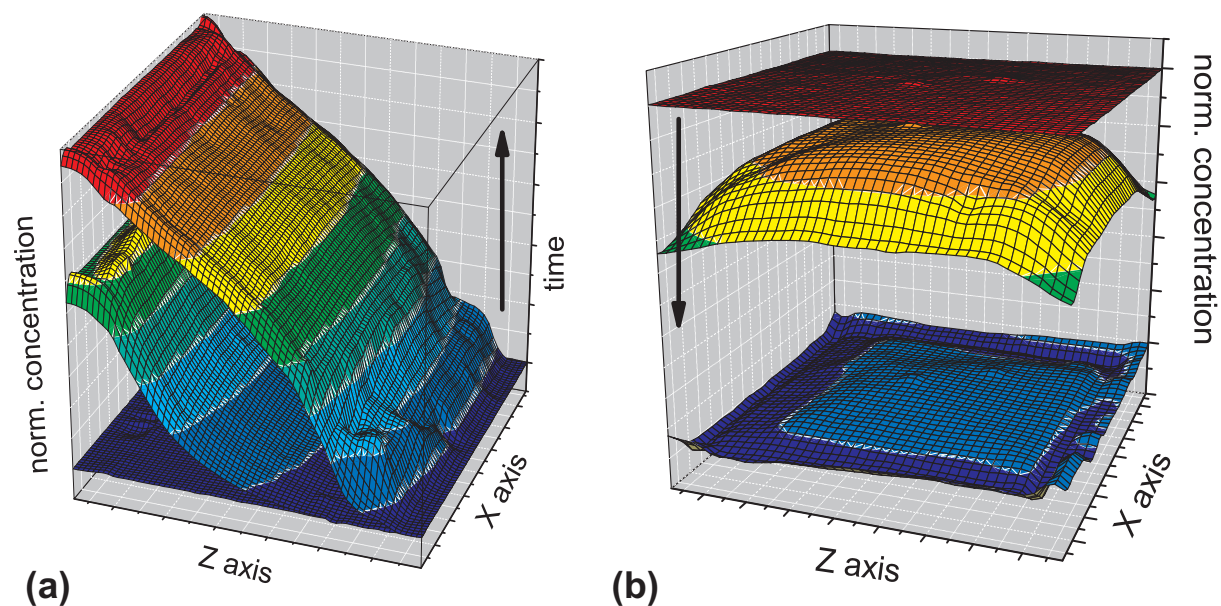 norm. concentration
time
X axis
Z axis
(a)
norm. concentration
X axis
Z axis
(b)